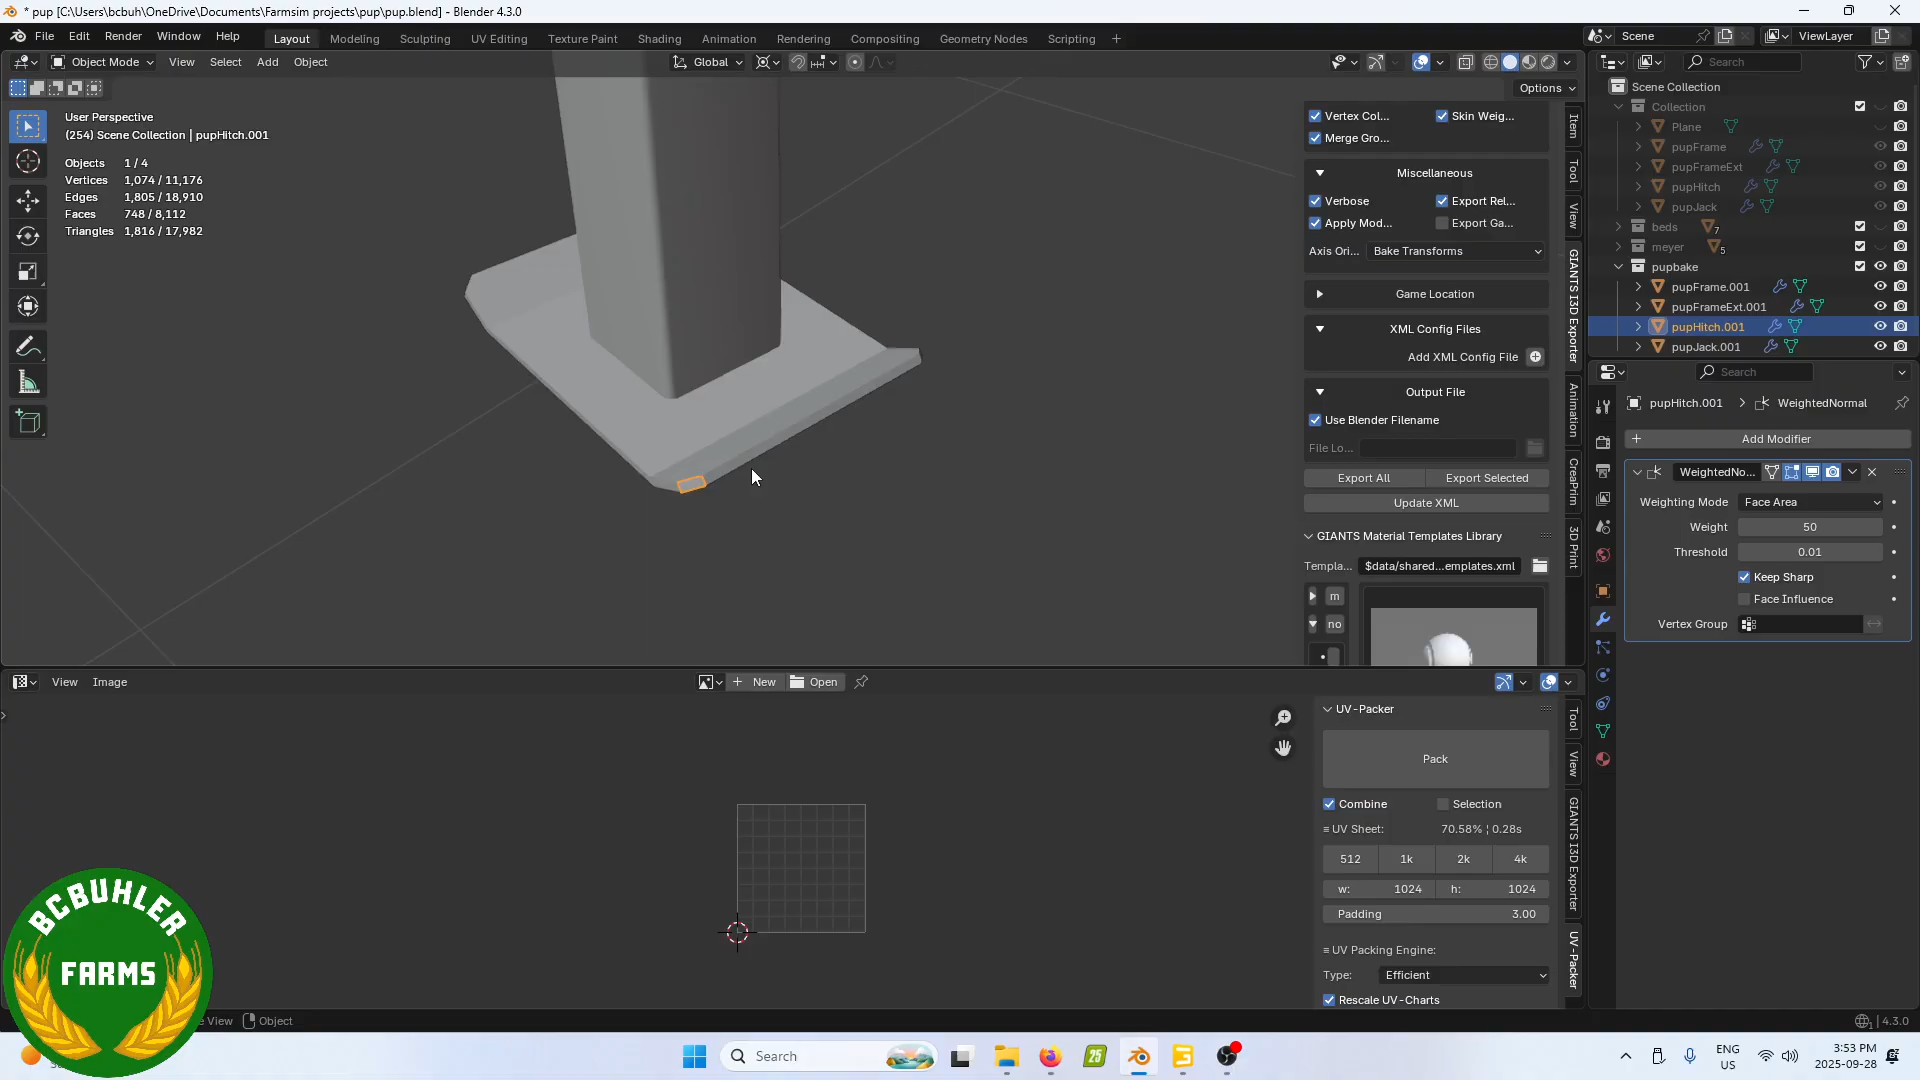 * pup [C:\Users\bcbuh\OneDrive\Documents\Farmsim projects\pup\pup.blend] - Blender 4.3.0
File Edit Render Window Help
Layout Modeling Sculpting UV Editing Texture Paint Shading Animation Rendering Compositing Geometry Nodes Scripting +
Scene ViewLayer
Object Mode View Select Add Object
Global
Search
Options
User Perspective
(254) Scene Collection | pupHitch.001
Objects 1 / 4
Vertices 1,074 / 11,176
Edges 1,805 / 18,910
Faces 748 / 8,112
Triangles 1,816 / 17,982
Vertex Col... Skin Weig...
Merge Gro...
Miscellaneous
Verbose Export Rel...
Apply Mod... Export Ga...
Axis Ori... Bake Transforms
Game Location
XML Config Files
Add XML Config File
Output File
Use Blender Filename
File Lo...
Export All Export Selected
Update XML
GIANTS Material Templates Library
Templa... $data/shared...emplates.xml
m
no
Item
Tool
View
GIANTS I3D Exporter
Animation
CreaPrim
3D Print
Scene Collection
Collection
Plane
pupFrame
pupFrameExt
pupHitch
pupJack
beds 7
meyer 5
pupbake
pupFrame.001
pupFrameExt.001
pupHitch.001
pupJack.001
Search
pupHitch.001 > WeightedNormal
Add Modifier
WeightedNo...
Weighting Mode Face Area
Weight 50
Threshold 0.01
Keep Sharp
Face Influence
Vertex Group
View Image
New Open
UV-Packer
Pack
Combine Selection
UV Sheet: 70.58% ¦ 0.28s
512 1k 2k 4k
w: 1024 h: 1024
Padding 3.00
UV Packing Engine:
Type: Efficient
Rescale UV-Charts
Tool
View
GIANTS I3D Exporter
UV-Packer
BCBUHLER
FARMS
View Object
4.3.0
Search
25
ENG
US
3:53 PM
2025-09-28